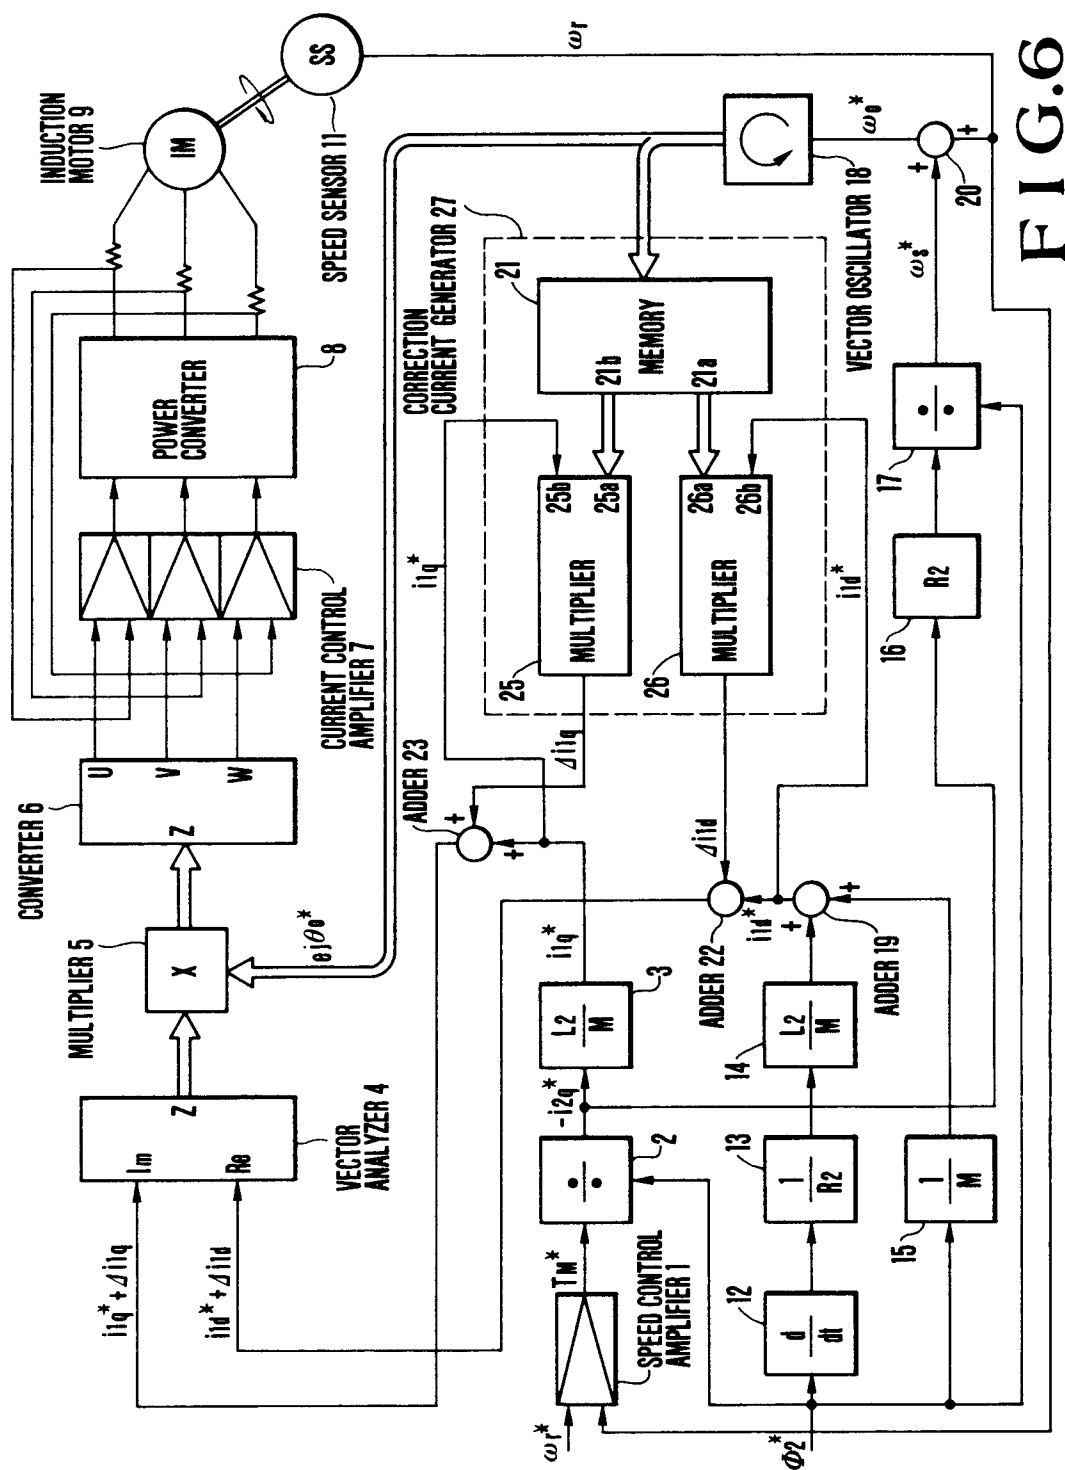 INDUCTION
MOTOR 9
IM
SS
SPEED SENSOR 11
ωr
CONVERTER 6
Z
U
V
W
CURRENT CONTROL
AMPLIFIER 7
POWER
CONVERTER
8
MULTIPLIER 5
X
ejθ0*
VECTOR
ANALYZER 4
Im
Re
Z
i1q*+Δi1q
i1d*+Δi1d
ADDER 23
+
+
CORRECTION
CURRENT GENERATOR 27
i1q*
Δi1q
25
MULTIPLIER
25b
25a
26
MULTIPLIER
26a
26b
21
MEMORY
21b
21a
Δi1d
i1d*
VECTOR OSCILLATOR 18
ω0*
20
+
+
ωs*
ωr*
SPEED CONTROL
AMPLIFIER 1
TM*
÷
2
-i2q*
L2
M
3
i1q*
ADDER 22
i1d*
ADDER 19
+
+
Φ2*
12
d
dt
13
1
R2
14
L2
M
15
1
M
16
R2
17
÷
FIG.6